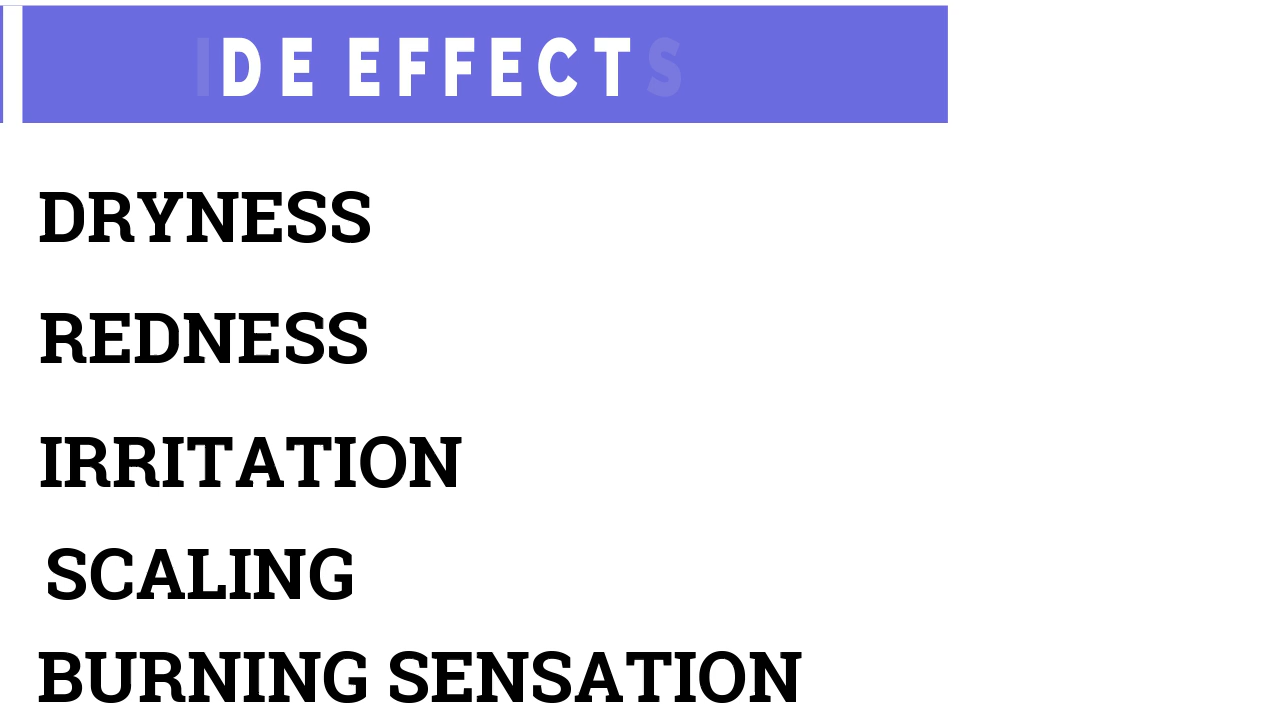 IDE EFFECTS
DRYNESS
REDNESS
IRRITATION
SCALING
BURNING SENSATION